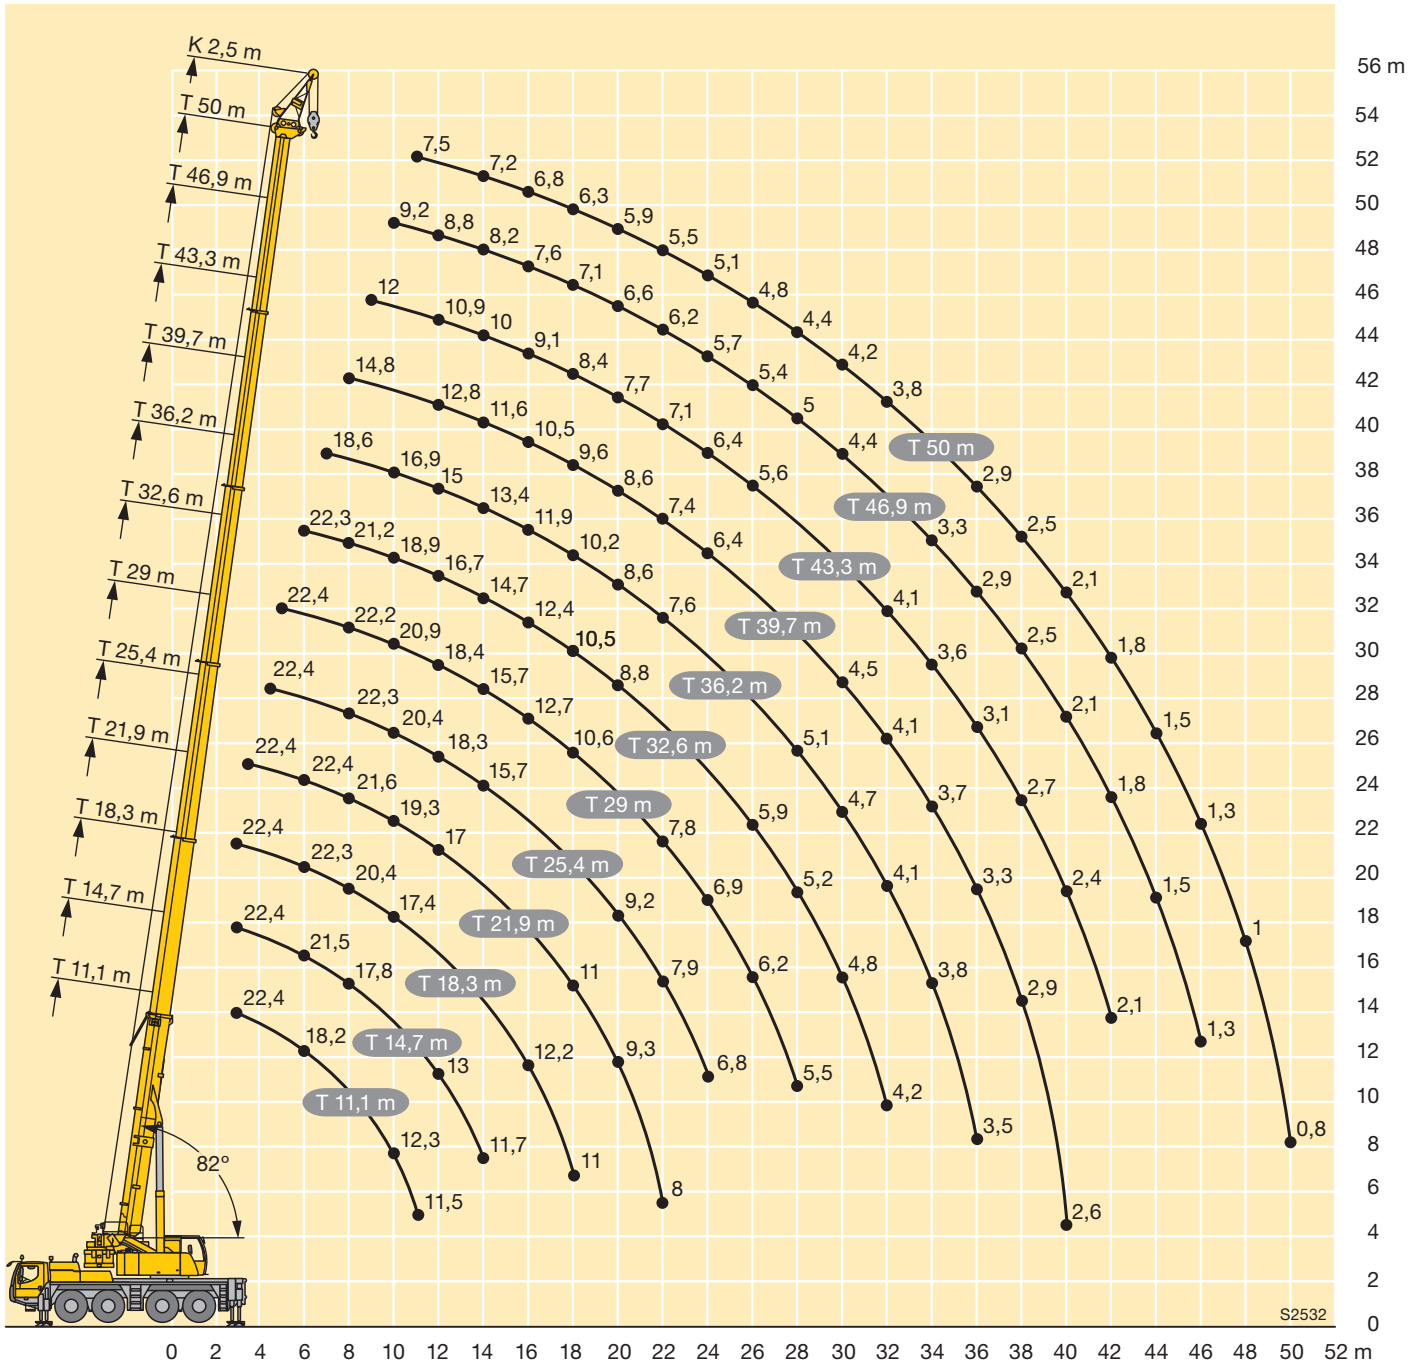 K 2,5 m
T 50 m
T 46,9 m
T 43,3 m
T 39,7 m
T 36,2 m
T 32,6 m
T 29 m
T 25,4 m
T 21,9 m
T 18,3 m
T 14,7 m
T 11,1 m
82°
7,5 7,2 6,8 6,3 5,9 5,5 5,1 4,8 4,4 4,2 3,8 T 50 m 2,9 2,5 2,1 1,8 1,5 1,3 1 0,8
9,2 8,8 8,2 7,6 7,1 6,6 6,2 5,7 5,4 5 4,4 T 46,9 m 3,3 2,9 2,5 2,1 1,8 1,5 1,3
12 10,9 10 9,1 8,4 7,7 7,1 6,4 5,6 T 43,3 m 4,1 3,6 3,1 2,7 2,4 2,1
14,8 12,8 11,6 10,5 9,6 8,6 7,4 6,4 T 39,7 m 4,5 4,1 3,7 3,3 2,9 2,6
18,6 16,9 15 13,4 11,9 10,2 8,6 7,6 T 36,2 m 5,1 4,7 4,1 3,8 3,5
22,3 21,2 18,9 16,7 14,7 12,4 10,5 8,8 T 32,6 m 5,9 5,2 4,8 4,2
22,4 22,2 20,9 18,4 15,7 12,7 10,6 T 29 m 7,8 6,9 6,2 5,5
22,4 22,3 20,4 18,3 15,7 T 25,4 m 9,2 7,9 6,8
22,4 22,4 21,6 19,3 17 T 21,9 m 11 9,3 8
22,4 22,3 20,4 17,4 T 18,3 m 12,2 11
22,4 21,5 17,8 T 14,7 m 13 11,7
22,4 18,2 T 11,1 m 12,3 11,5
56 m
54
52
50
48
46
44
42
40
38
36
34
32
30
28
26
24
22
20
18
16
14
12
10
8
6
4
2
0
S2532
0 2 4 6 8 10 12 14 16 18 20 22 24 26 28 30 32 34 36 38 40 42 44 46 48 50 52 m